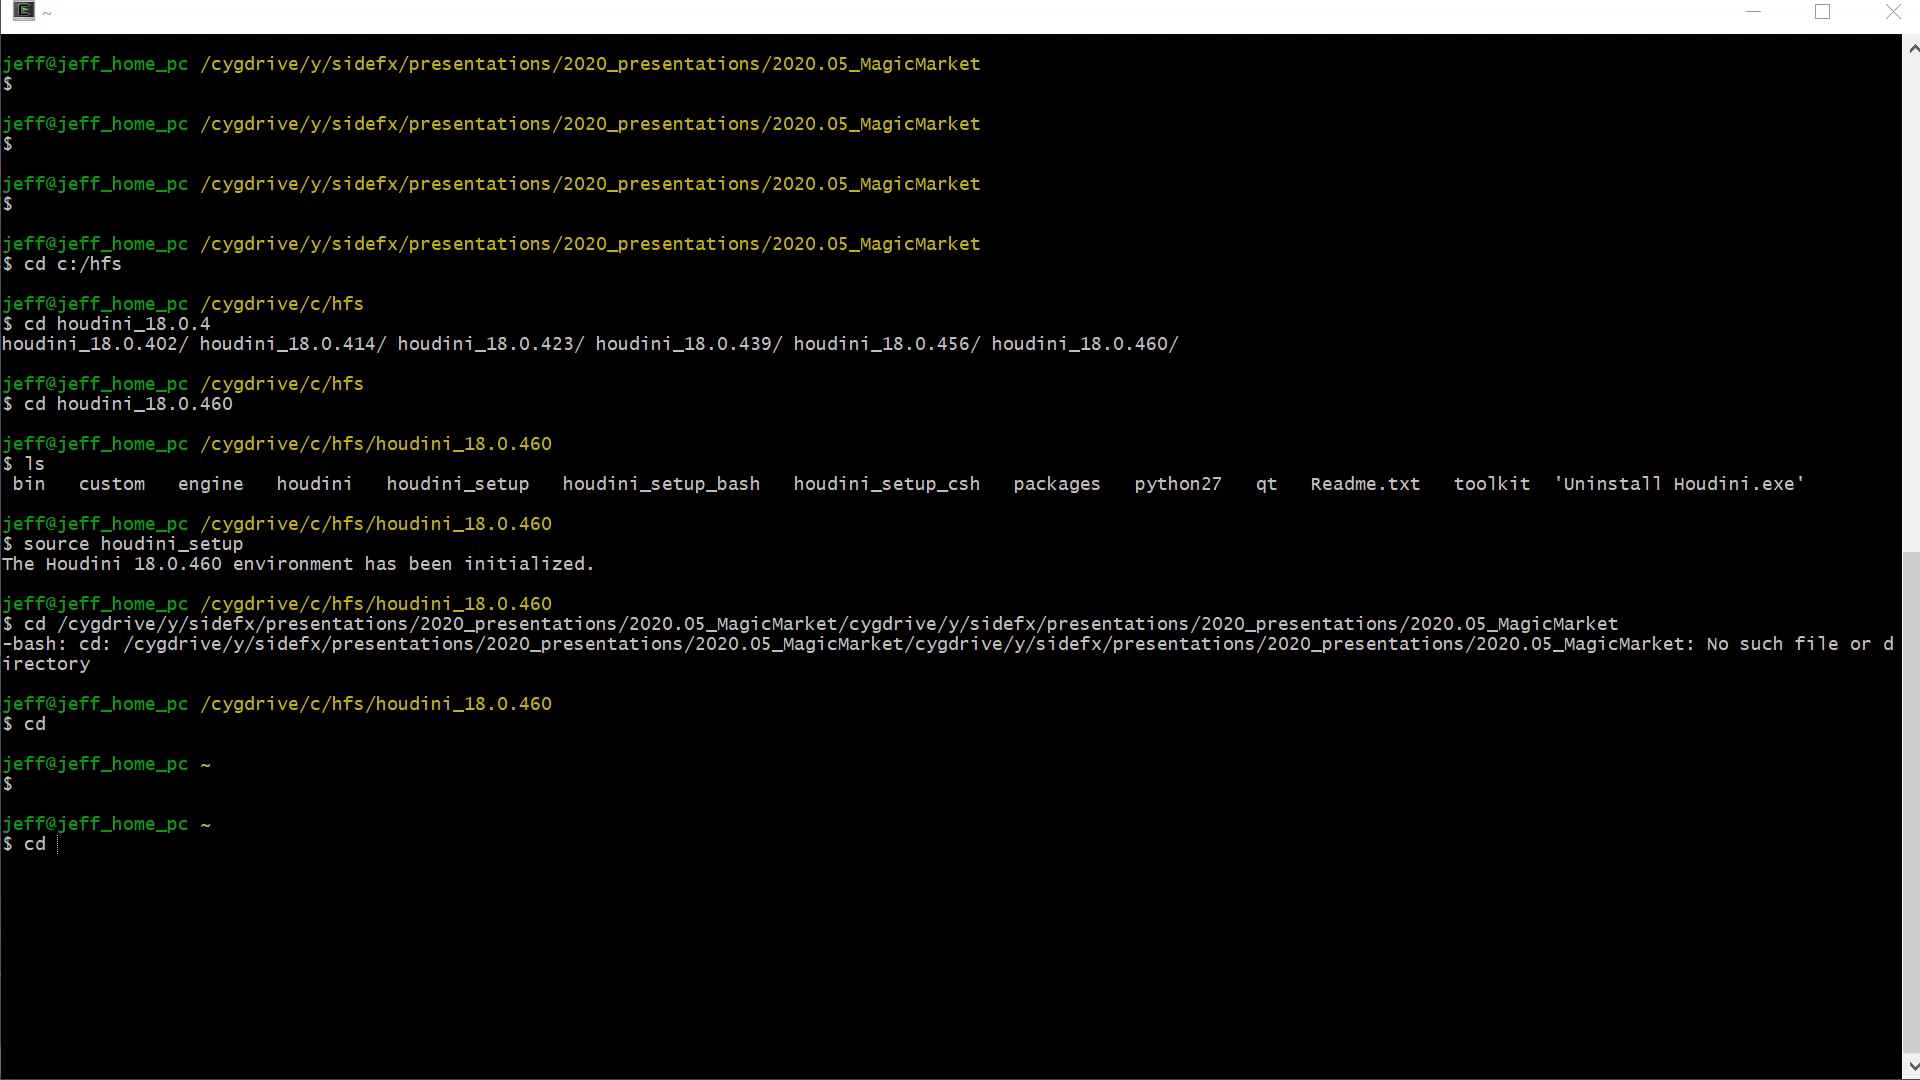 ~
jeff@jeff_home_pc /cygdrive/y/sidefx/presentations/2020_presentations/2020.05_MagicMarket
$
jeff@jeff_home_pc /cygdrive/y/sidefx/presentations/2020_presentations/2020.05_MagicMarket
$
jeff@jeff_home_pc /cygdrive/y/sidefx/presentations/2020_presentations/2020.05_MagicMarket
$
jeff@jeff_home_pc /cygdrive/y/sidefx/presentations/2020_presentations/2020.05_MagicMarket
$ cd c:/hfs
jeff@jeff_home_pc /cygdrive/c/hfs
$ cd houdini_18.0.4
houdini_18.0.402/ houdini_18.0.414/ houdini_18.0.423/ houdini_18.0.439/ houdini_18.0.456/ houdini_18.0.460/
jeff@jeff_home_pc /cygdrive/c/hfs
$ cd houdini_18.0.460
jeff@jeff_home_pc /cygdrive/c/hfs/houdini_18.0.460
$ ls
bin   custom   engine   houdini   houdini_setup   houdini_setup_bash   houdini_setup_csh   packages   python27   qt   Readme.txt   toolkit  'Uninstall Houdini.exe'
jeff@jeff_home_pc /cygdrive/c/hfs/houdini_18.0.460
$ source houdini_setup
The Houdini 18.0.460 environment has been initialized.
jeff@jeff_home_pc /cygdrive/c/hfs/houdini_18.0.460
$ cd /cygdrive/y/sidefx/presentations/2020_presentations/2020.05_MagicMarket/cygdrive/y/sidefx/presentations/2020_presentations/2020.05_MagicMarket
-bash: cd: /cygdrive/y/sidefx/presentations/2020_presentations/2020.05_MagicMarket/cygdrive/y/sidefx/presentations/2020_presentations/2020.05_MagicMarket: No such file or d
irectory
jeff@jeff_home_pc /cygdrive/c/hfs/houdini_18.0.460
$ cd
jeff@jeff_home_pc ~
$
jeff@jeff_home_pc ~
$ cd